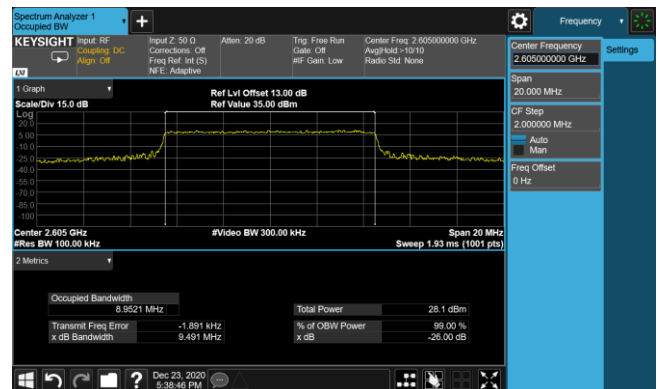 Spectrum Analyzer 1
Occupied BW
Frequency
KEYSIGHT
Input: RF
Coupling: DC
Align: Off
Input Z: 50 Ω
Corrections: Off
Freq Ref: Int (S)
NFE: Adaptive
Atten: 20 dB
Trig: Free Run
Gate: Off
#IF Gain: Low
Center Freq: 2.605000000 GHz
Avg|Hold:>10/10
Radio Std: None
LXI
Center Frequency
2.605000000 GHz
Settings
Span
20.000 MHz
CF Step
2.000000 MHz
Auto
Man
Freq Offset
0 Hz
1 Graph
Scale/Div 15.0 dB
Ref Lvl Offset 13.00 dB
Ref Value 35.00 dBm
Log
20.0
5.00
-10.0
-25.0
-40.0
-55.0
-70.0
-85.0
-100
Center 2.605 GHz
#Video BW 300.00 kHz
Span 20 MHz
#Res BW 100.00 kHz
Sweep 1.93 ms (1001 pts)
2 Metrics
Occupied Bandwidth
8.9521 MHz
Total Power 28.1 dBm
Transmit Freq Error -1.891 kHz
% of OBW Power 99.00 %
x dB Bandwidth 9.491 MHz
x dB -26.00 dB
?
Dec 23, 2020
5:38:46 PM